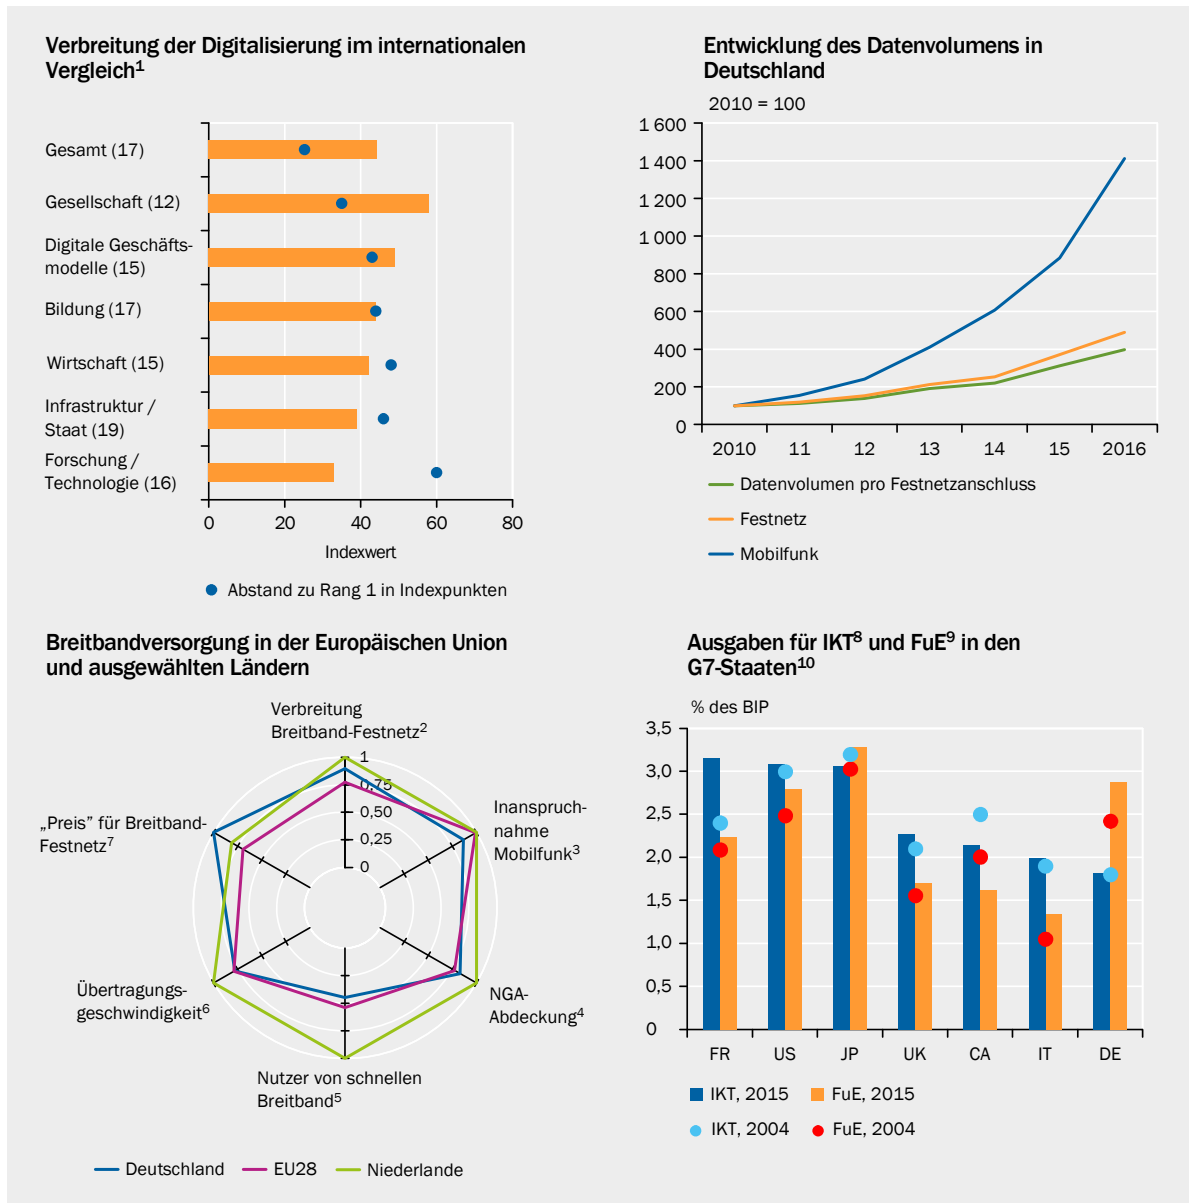 Verbreitung der Digitalisierung im internationalen
Vergleich1
Gesamt (17)
Gesellschaft (12)
Digitale Geschäfts-
modelle (15)
Bildung (17)
Wirtschaft (15)
Infrastruktur /
Staat (19)
Forschung /
Technologie (16)
0 20 40 60 80
Indexwert
Abstand zu Rang 1 in Indexpunkten
Entwicklung des Datenvolumens in
Deutschland
2010 = 100
1 600
1 400
1 200
1 000
800
600
400
200
0
2010 11 12 13 14 15 2016
Datenvolumen pro Festnetzanschluss
Festnetz
Mobilfunk
Breitbandversorgung in der Europäischen Union
und ausgewählten Ländern
Verbreitung
Breitband-Festnetz2
1
0,75
0,50
0,25
0
Inanspruch-
nahme
Mobilfunk3
NGA-
Abdeckung4
Nutzer von schnellen
Breitband5
Übertragungs-
geschwindigkeit6
„Preis” für Breitband-
Festnetz7
Deutschland EU28 Niederlande
Ausgaben für IKT8 und FuE9 in den
G7-Staaten10
% des BIP
3,5
3,0
2,5
2,0
1,5
1,0
0,5
0
FR US JP UK CA IT DE
IKT, 2015 FuE, 2015
IKT, 2004 FuE, 2004